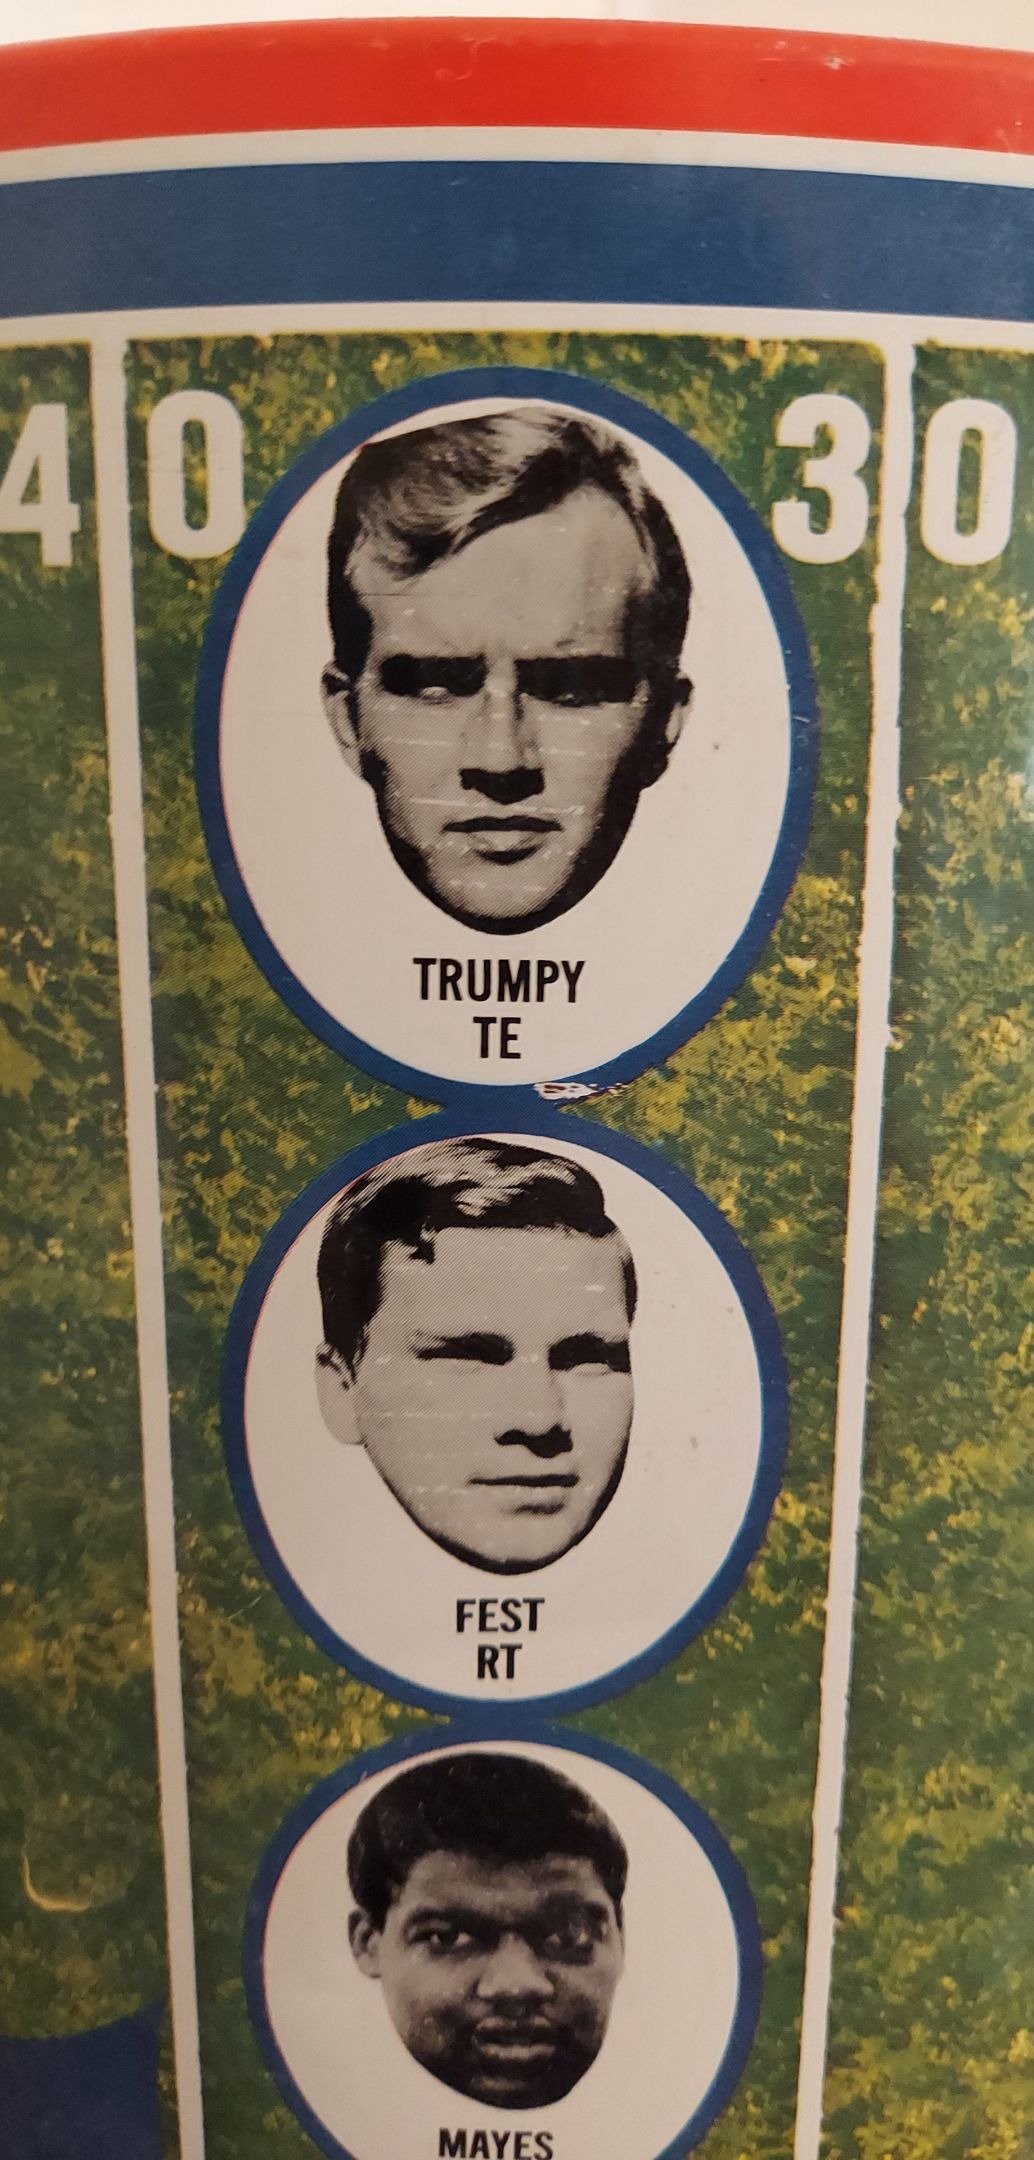 40 30
TRUMPY
TE
FEST
RT
MAYES